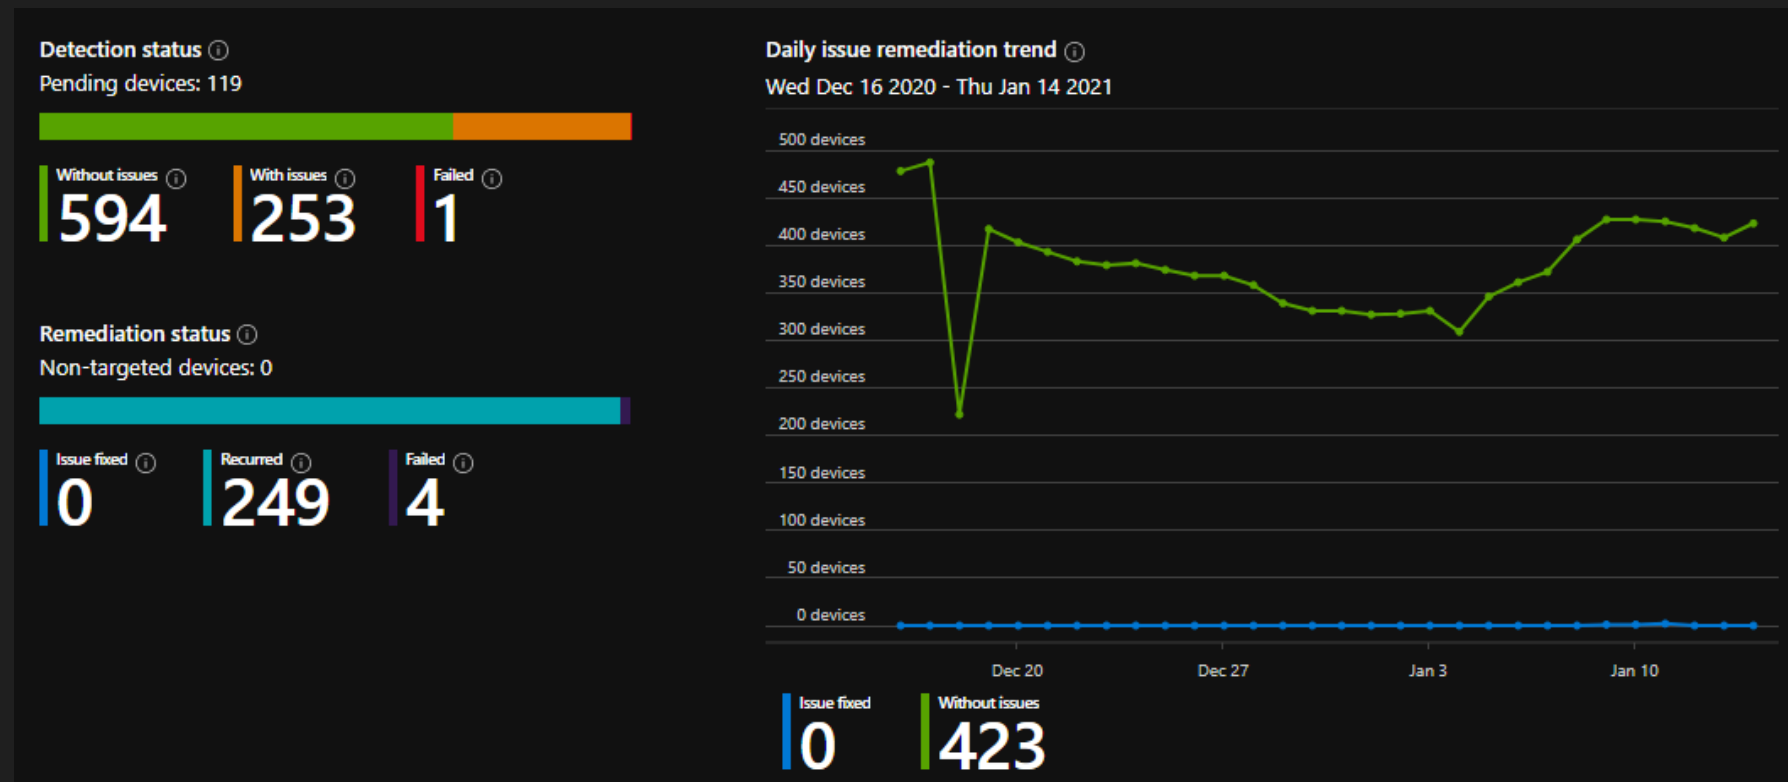 Detection status
Pending devices: 119
Without issues
594
With issues
253
Failed
1
Remediation status
Non-targeted devices: 0
Issue fixed
0
Recurred
249
Failed
4
Daily issue remediation trend
Wed Dec 16 2020 - Thu Jan 14 2021
500 devices
450 devices
400 devices
350 devices
300 devices
250 devices
200 devices
150 devices
100 devices
50 devices
0 devices
Dec 20
Dec 27
Jan 3
Jan 10
Issue fixed
0
Without issues
423